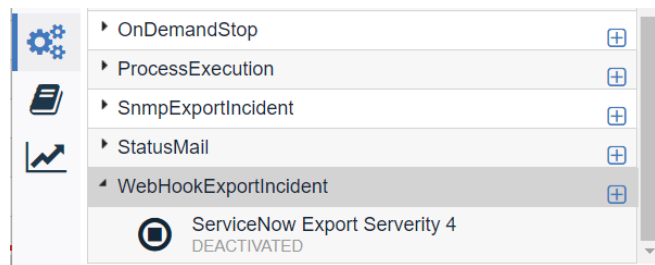 OnDemandStop
ProcessExecution
SnmpExportIncident
StatusMail
WebHookExportIncident
ServiceNow Export Serverity 4
DEACTIVATED